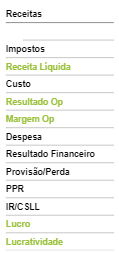 Receitas
Impostos
Receita Líquida
Custo
Resultado Op
Margem Op
Despesa
Resultado Financeiro
Provisão/Perda
PPR
IR/CSLL
Lucro
Lucratividade